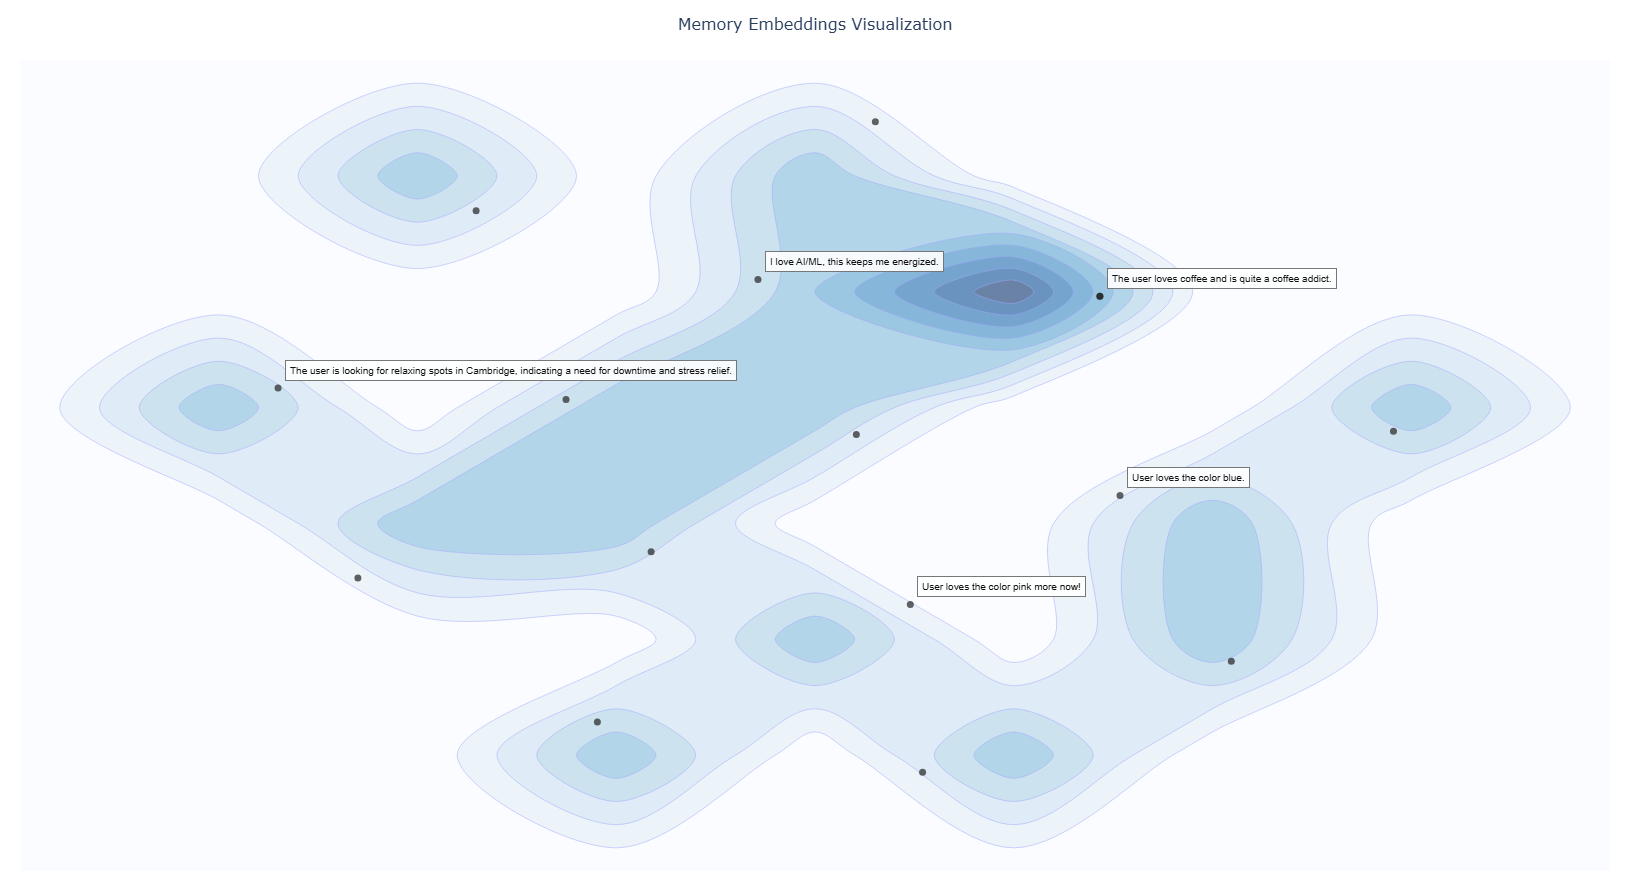 Memory Embeddings Visualization
I love AI/ML, this keeps me energized.
The user loves coffee and is quite a coffee addict.
The user is looking for relaxing spots in Cambridge, indicating a need for downtime and stress relief.
User loves the color blue.
User loves the color pink more now!